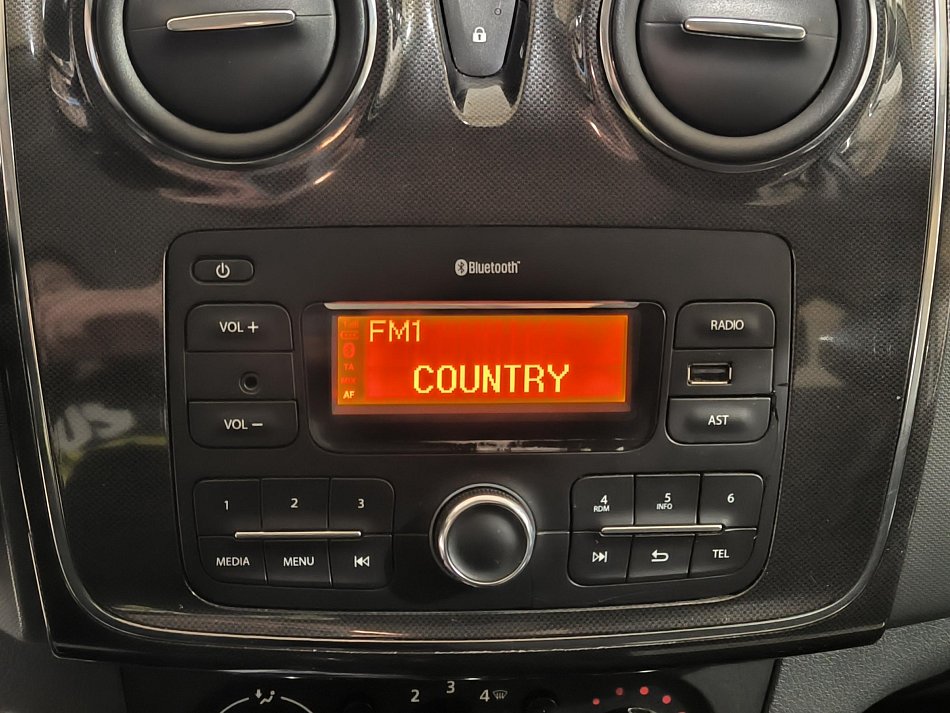 Bluetooth
VOL +
FM1
RADIO
TA
MIX
AF
COUNTRY
VOL −
AST
1
2
3
4
RDM
5
INFO
6
MEDIA
MENU
TEL
2
3
4